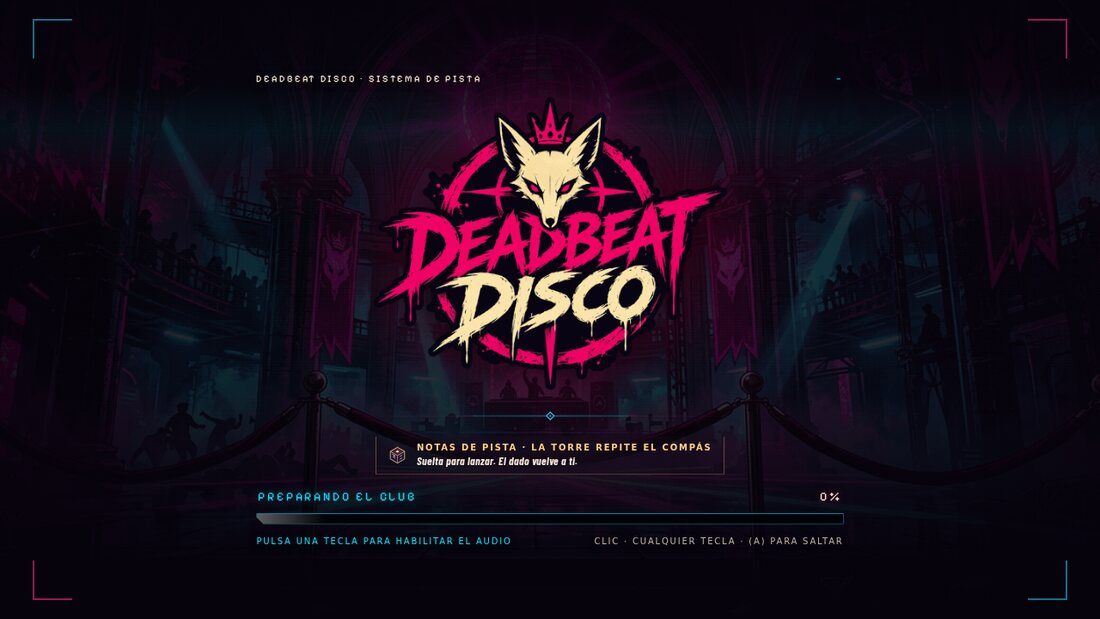 DEADBEAT DISCO · SISTEMA DE PISTA
DEADBEAT
DISCO
NOTAS DE PISTA · LA TORRE REPITE EL COMPÁS
Suelta para lanzar. El dado vuelve a ti.
PREPARANDO EL CLUB
0%
PULSA UNA TECLA PARA HABILITAR EL AUDIO
CLIC · CUALQUIER TECLA · (A) PARA SALTAR